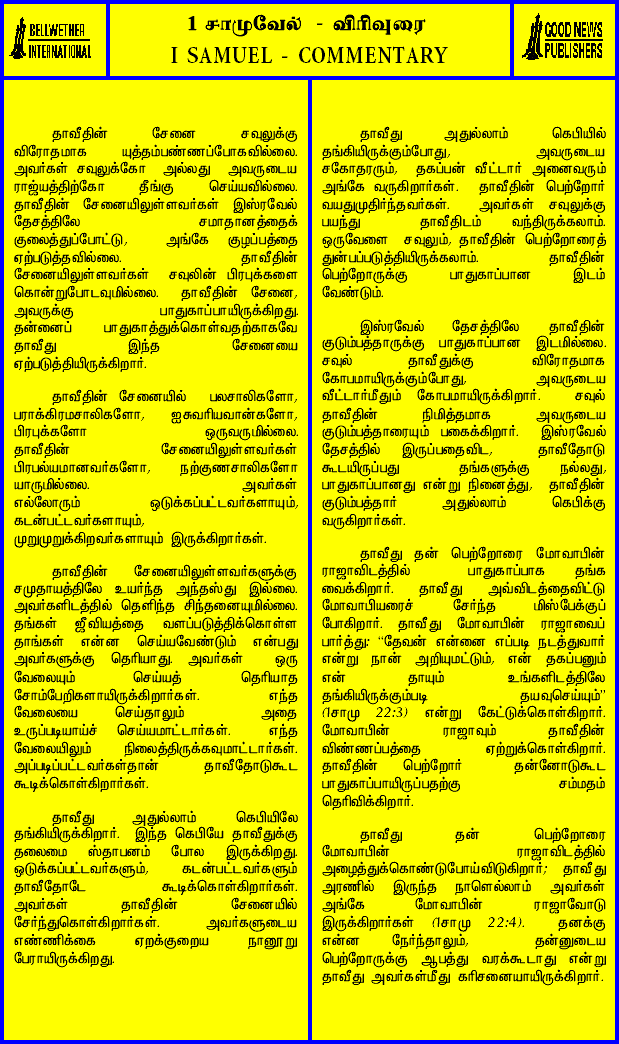 BELLWETHER
INTERNATIONAL
1 சாமுவேல் - விரிவுரை
I SAMUEL - COMMENTARY
GOOD NEWS
PUBLISHERS
தாவீதின் சேனை சவுலுக்கு
விரோதமாக யுத்தம்பண்ணப்போகவில்லை.
அவர்கள் சவுலுக்கோ அல்லது அவருடைய
ராஜ்யத்திற்கோ தீங்கு செய்யவில்லை.
தாவீதின் சேனையிலுள்ளவர்கள் இஸ்ரவேல்
தேசத்திலே சமாதானத்தைக்
குலைத்துப்போட்டு, அங்கே குழப்பத்தை
ஏற்படுத்தவில்லை. தாவீதின்
சேனையிலுள்ளவர்கள் சவுலின் பிரபுக்களை
கொன்றுபோடவுமில்லை. தாவீதின் சேனை,
அவருக்கு பாதுகாப்பாயிருக்கிறது.
தன்னைப் பாதுகாத்துக்கொள்வதற்காகவே
தாவீது இந்த சேனையை
ஏற்படுத்தியிருக்கிறார்.
தாவீதின் சேனையில் பலசாலிகளோ,
பராக்கிரமசாலிகளோ, ஐசுவரியவான்களோ,
பிரபுக்களோ ஒருவருமில்லை.
தாவீதின் சேனையிலுள்ளவர்கள்
பிரபல்யமானவர்களோ, நற்குணசாலிகளோ
யாருமில்லை. அவர்கள்
எல்லோரும் ஒடுக்கப்பட்டவர்களாயும்,
கடன்பட்டவர்களாயும்,
முறுமுறுக்கிறவர்களாயும் இருக்கிறார்கள்.
தாவீதின் சேனையிலுள்ளவர்களுக்கு
சமுதாயத்திலே உயர்ந்த அந்தஸ்து இல்லை.
அவர்களிடத்தில் தெளிந்த சிந்தனையுமில்லை.
தங்கள் ஜீவியத்தை வளப்படுத்திக்கொள்ள
தாங்கள் என்ன செய்யவேண்டும் என்பது
அவர்களுக்கு தெரியாது. அவர்கள் ஒரு
வேலையும் செய்யத் தெரியாத
சோம்பேறிகளாயிருக்கிறார்கள். எந்த
வேலையை செய்தாலும் அதை
உருப்படியாய்ச் செய்யமாட்டார்கள். எந்த
வேலையிலும் நிலைத்திருக்கவுமாட்டார்கள்.
அப்படிப்பட்டவர்கள்தான் தாவீதோடுகூட
கூடிக்கொள்கிறார்கள்.
தாவீது அதுல்லாம் கெபியிலே
தங்கியிருக்கிறார். இந்த கெபியே தாவீதுக்கு
தலைமை ஸ்தாபனம் போல இருக்கிறது.
ஒடுக்கப்பட்டவர்களும், கடன்பட்டவர்களும்
தாவீதோடே கூடிக்கொள்கிறார்கள்.
அவர்கள் தாவீதின் சேனையில்
சேர்ந்துகொள்கிறார்கள். அவர்களுடைய
எண்ணிக்கை ஏறக்குறைய நானூறு
பேராயிருக்கிறது.
தாவீது அதுல்லாம் கெபியில்
தங்கியிருக்கும்போது, அவருடைய
சகோதரரும், தகப்பன் வீட்டார் அனைவரும்
அங்கே வருகிறார்கள். தாவீதின் பெற்றோர்
வயதுமுதிர்ந்தவர்கள். அவர்கள் சவுலுக்கு
பயந்து தாவீதிடம் வந்திருக்கலாம்.
ஒருவேளை சவுலும், தாவீதின் பெற்றோரைத்
துன்பப்படுத்தியிருக்கலாம். தாவீதின்
பெற்றோருக்கு பாதுகாப்பான இடம்
வேண்டும்.
இஸ்ரவேல் தேசத்திலே தாவீதின்
குடும்பத்தாருக்கு பாதுகாப்பான இடமில்லை.
சவுல் தாவீதுக்கு விரோதமாக
கோபமாயிருக்கும்போது, அவருடைய
வீட்டார்மீதும் கோபமாயிருக்கிறார். சவுல்
தாவீதின் நிமித்தமாக அவருடைய
குடும்பத்தாரையும் பகைக்கிறார். இஸ்ரவேல்
தேசத்தில் இருப்பதைவிட, தாவீதோடு
கூடயிருப்பது தங்களுக்கு நல்லது,
பாதுகாப்பானது என்று நினைத்து, தாவீதின்
குடும்பத்தார் அதுல்லாம் கெபிக்கு
வருகிறார்கள்.
தாவீது தன் பெற்றோரை மோவாபின்
ராஜாவிடத்தில் பாதுகாப்பாக தங்க
வைக்கிறார். தாவீது அவ்விடத்தைவிட்டு
மோவாபியரைச் சேர்ந்த மிஸ்பேக்குப்
போகிறார். தாவீது மோவாபின் ராஜாவைப்
பார்த்து: "தேவன் என்னை எப்படி நடத்துவார்
என்று நான் அறியுமட்டும், என் தகப்பனும்
என் தாயும் உங்களிடத்திலே
தங்கியிருக்கும்படி தயவுசெய்யும்"
(1சாமு 22:3) என்று கேட்டுக்கொள்கிறார்.
மோவாபின் ராஜாவும் தாவீதின்
விண்ணப்பத்தை ஏற்றுக்கொள்கிறார்.
தாவீதின் பெற்றோர் தன்னோடுகூட
பாதுகாப்பாயிருப்பதற்கு சம்மதம்
தெரிவிக்கிறார்.
தாவீது தன் பெற்றோரை
மோவாபின் ராஜாவிடத்தில்
அழைத்துக்கொண்டுபோய்விடுகிறார்; தாவீது
அரணில் இருந்த நாளெல்லாம் அவர்கள்
அங்கே மோவாபின் ராஜாவோடு
இருக்கிறார்கள் (1சாமு 22:4). தனக்கு
என்ன நேர்ந்தாலும், தன்னுடைய
பெற்றோருக்கு ஆபத்து வரக்கூடாது என்று
தாவீது அவர்கள்மீது கரிசனையாயிருக்கிறார்.